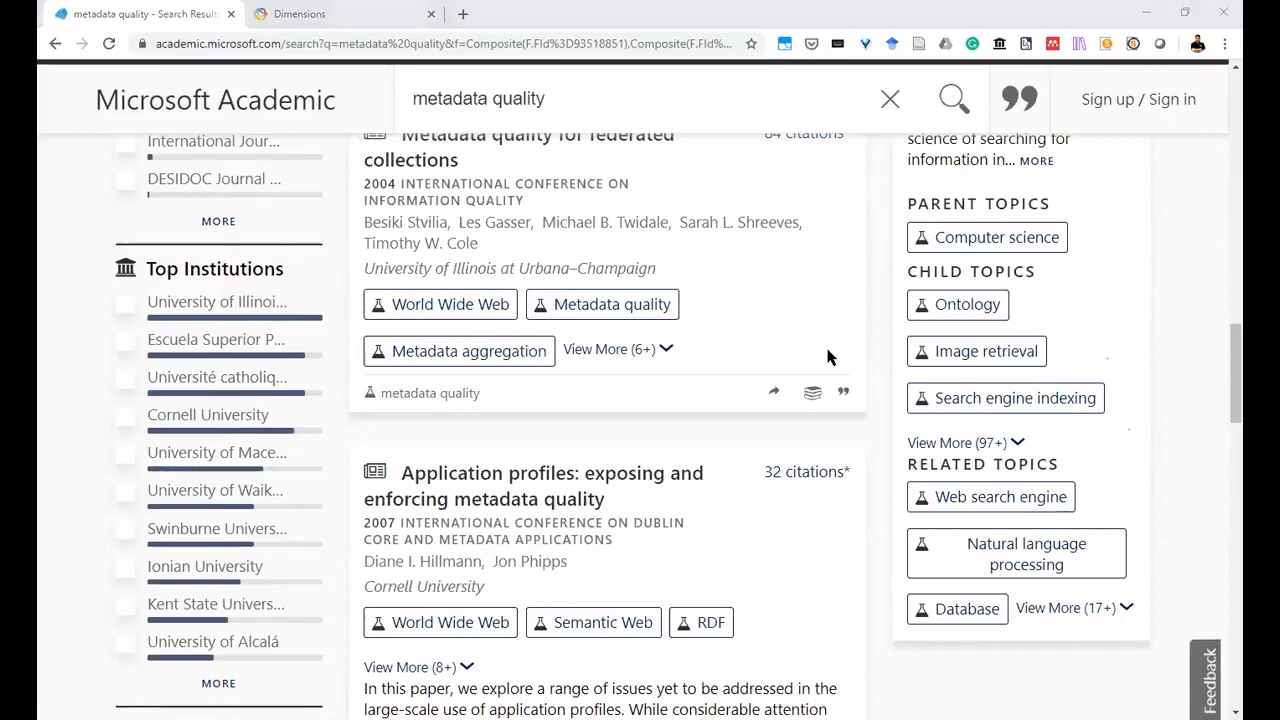 metadata quality - Search Result
Dimensions
academic.microsoft.com/search?q=metadata%20quality&f=Composite(F.FId%3D93518851).Composite(F.FId%...
Microsoft Academic
metadata quality
Sign up / Sign in
International Jour...
DESIDOC Journal ...
MORE
Top Institutions
University of Illinoi...
Escuela Superior P...
Université catholiq...
Cornell University
University of Mace...
University of Waik...
Swinburne Univers...
Ionian University
Kent State Univers...
University of Alcalá
MORE
Metadata quality for federated
collections
84 citations
2004 INTERNATIONAL CONFERENCE ON
INFORMATION QUALITY
Besiki Stvilia, Les Gasser, Michael B. Twidale, Sarah L. Shreeves,
Timothy W. Cole
University of Illinois at Urbana–Champaign
World Wide Web
Metadata quality
Metadata aggregation
View More (6+)
metadata quality
Application profiles: exposing and
enforcing metadata quality
32 citations*
2007 INTERNATIONAL CONFERENCE ON DUBLIN
CORE AND METADATA APPLICATIONS
Diane I. Hillmann, Jon Phipps
Cornell University
World Wide Web
Semantic Web
RDF
View More (8+)
In this paper, we explore a range of issues yet to be addressed in the
large-scale use of application profiles. While considerable attention
science of searching for
information in... MORE
PARENT TOPICS
Computer science
CHILD TOPICS
Ontology
Image retrieval
Search engine indexing
View More (97+)
RELATED TOPICS
Web search engine
Natural language
processing
Database
View More (17+)
Feedback